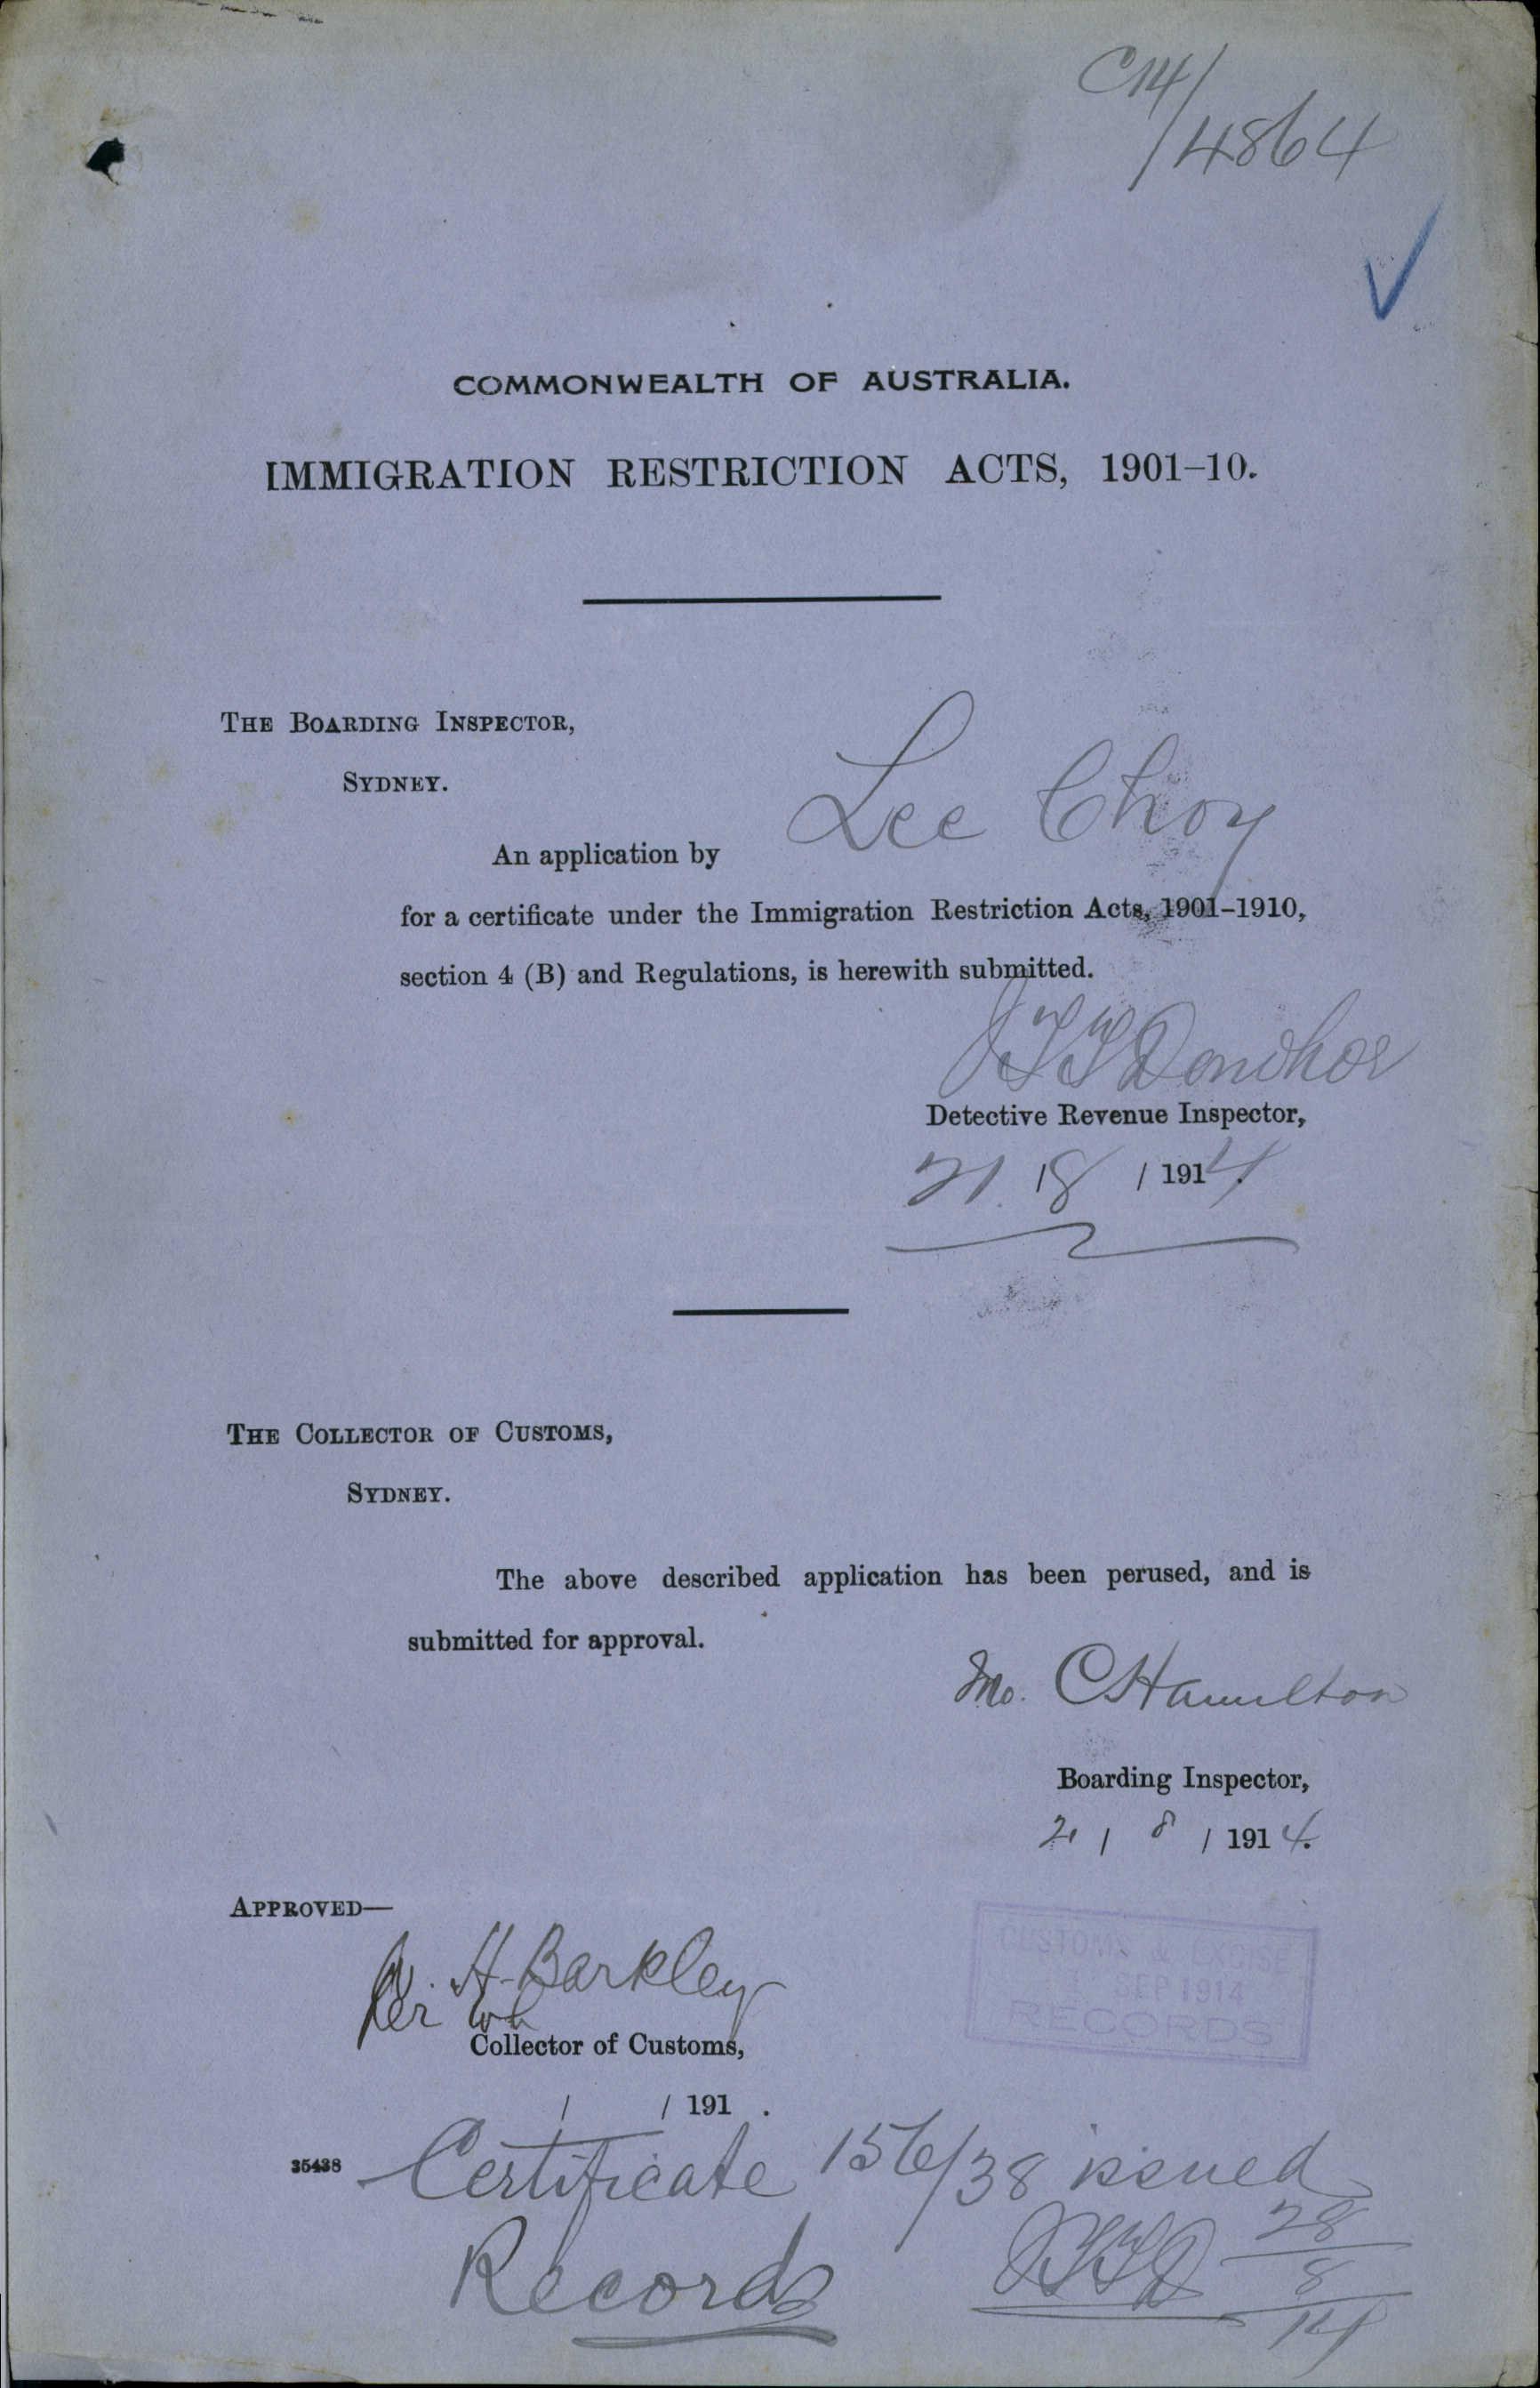 C14/
/4864
COMMONWEALTH OF AUSTRALIA.
IMMIGRATION RESTRICTION ACTS, 1901-10.
THE BOARDING INSPECTOR,
SYDNEY.
An application by Lee Choy
for a certificate under the Immigration Restriction Acts, 1901-1910,
section 4 (B) and Regulations, is herewith submitted.
Donohoe
Detective Revenue Inspector,
21/8/1914.
THE COLLECTOR OF CUSTOMS,
SYDNEY.
The above described application has been perused, and is
submitted for approval.
CHamilton
Boarding Inspector,
21/8/1914.
APPROVED—
H. Barkley
Collector of Customs,
/ /191 .
CUSTOMS & EXCISE
SEP 1914
RECORDS
35438
Certificate 156/38 issued
Records
28
8
14